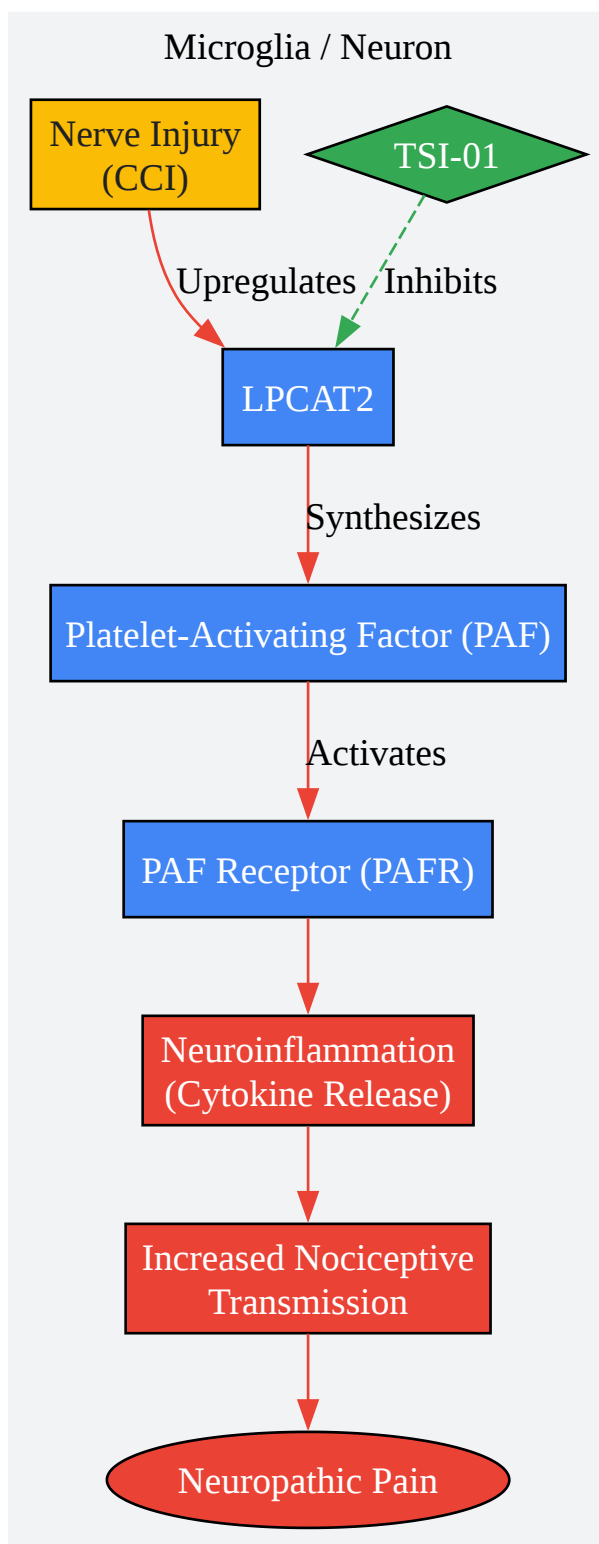 Microglia / Neuron
Nerve Injury
(CCI)
TSI-01
Upregulates
Inhibits
LPCAT2
Synthesizes
Platelet-Activating Factor (PAF)
Activates
PAF Receptor (PAFR)
Neuroinflammation
(Cytokine Release)
Increased Nociceptive
Transmission
Neuropathic Pain